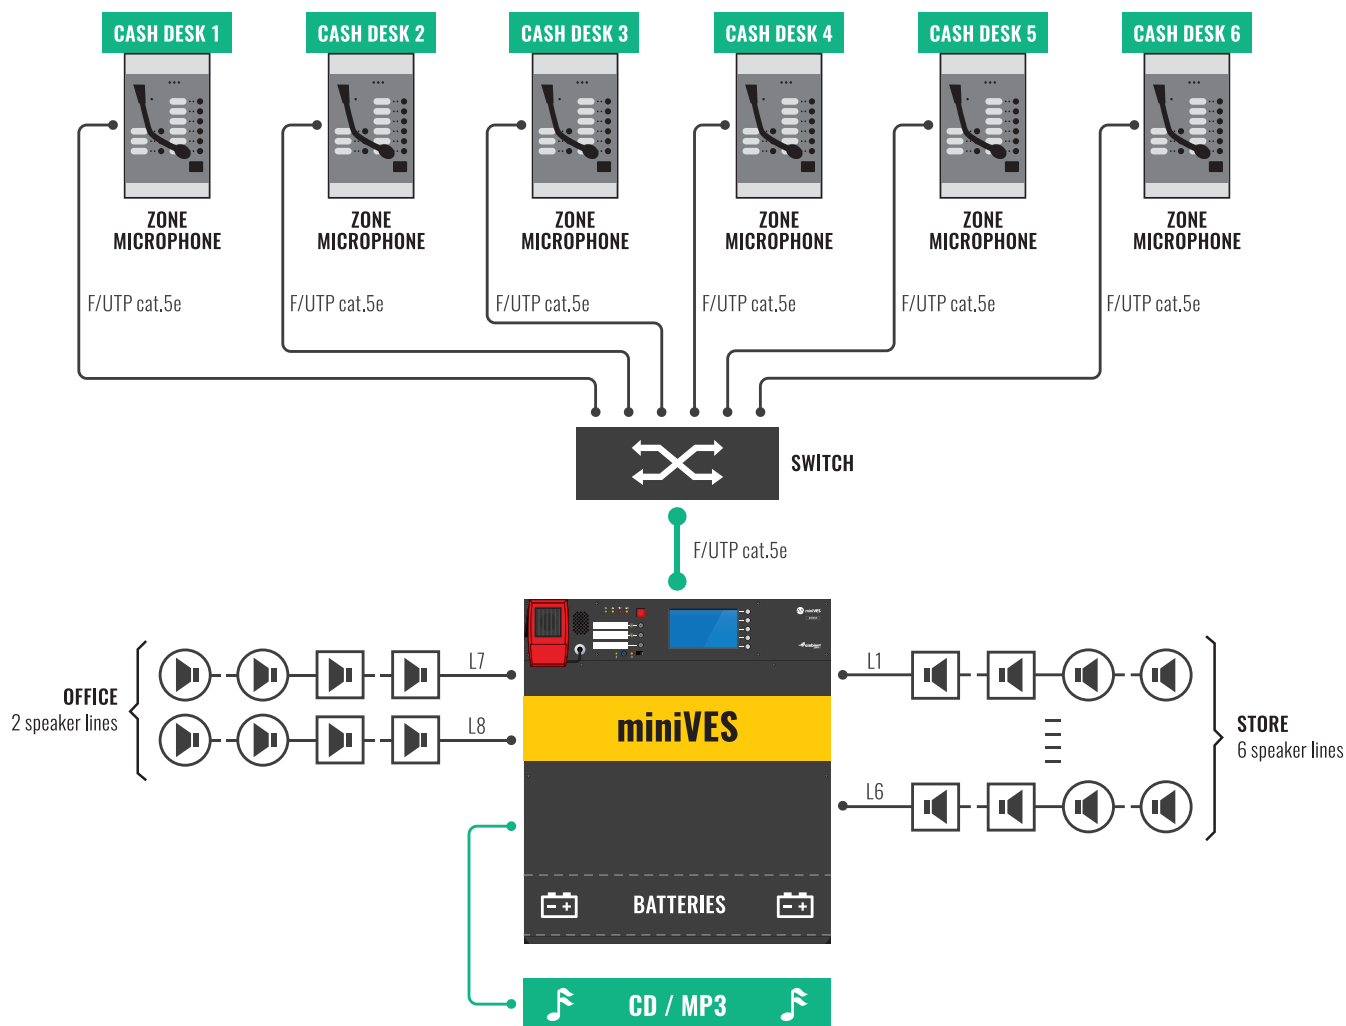 CASH DESK 1
CASH DESK 2
CASH DESK 3
CASH DESK 4
CASH DESK 5
CASH DESK 6
ZONE
MICROPHONE
ZONE
MICROPHONE
ZONE
MICROPHONE
ZONE
MICROPHONE
ZONE
MICROPHONE
ZONE
MICROPHONE
F/UTP cat.5e
F/UTP cat.5e
F/UTP cat.5e
F/UTP cat.5e
F/UTP cat.5e
F/UTP cat.5e
SWITCH
F/UTP cat.5e
miniVES
OFFICE
2 speaker lines
L7
L8
miniVES
L1
L6
STORE
6 speaker lines
BATTERIES
CD / MP3